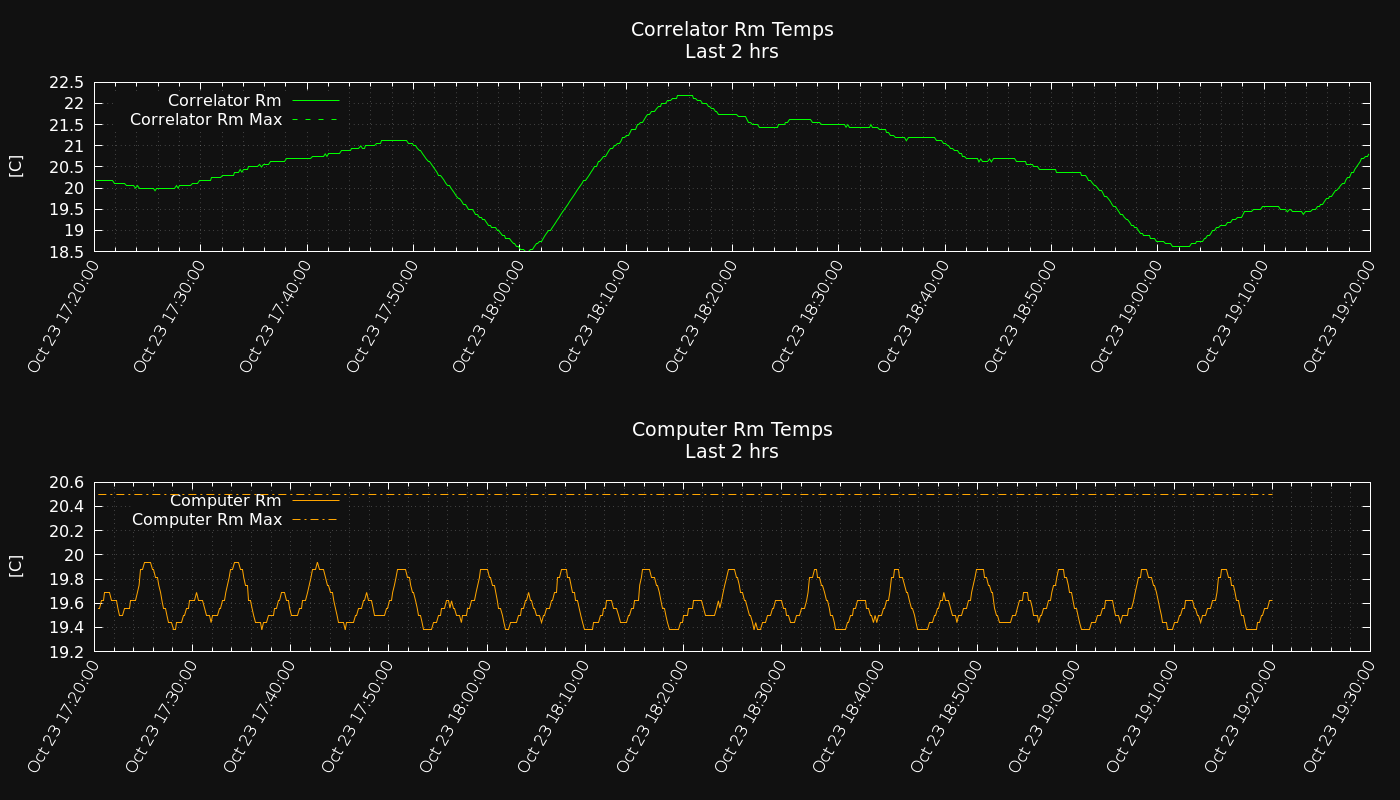 Correlator Rm Temps
Last 2 hrs
22.5
22
21.5
21
20.5
20
19.5
19
18.5
[C]
Correlator Rm
Correlator Rm Max
Oct 23 17:20:00
Oct 23 17:30:00
Oct 23 17:40:00
Oct 23 17:50:00
Oct 23 18:00:00
Oct 23 18:10:00
Oct 23 18:20:00
Oct 23 18:30:00
Oct 23 18:40:00
Oct 23 18:50:00
Oct 23 19:00:00
Oct 23 19:10:00
Oct 23 19:20:00
Computer Rm Temps
Last 2 hrs
20.6
20.4
20.2
20
19.8
19.6
19.4
19.2
[C]
Computer Rm
Computer Rm Max
Oct 23 17:20:00
Oct 23 17:30:00
Oct 23 17:40:00
Oct 23 17:50:00
Oct 23 18:00:00
Oct 23 18:10:00
Oct 23 18:20:00
Oct 23 18:30:00
Oct 23 18:40:00
Oct 23 18:50:00
Oct 23 19:00:00
Oct 23 19:10:00
Oct 23 19:20:00
Oct 23 19:30:00